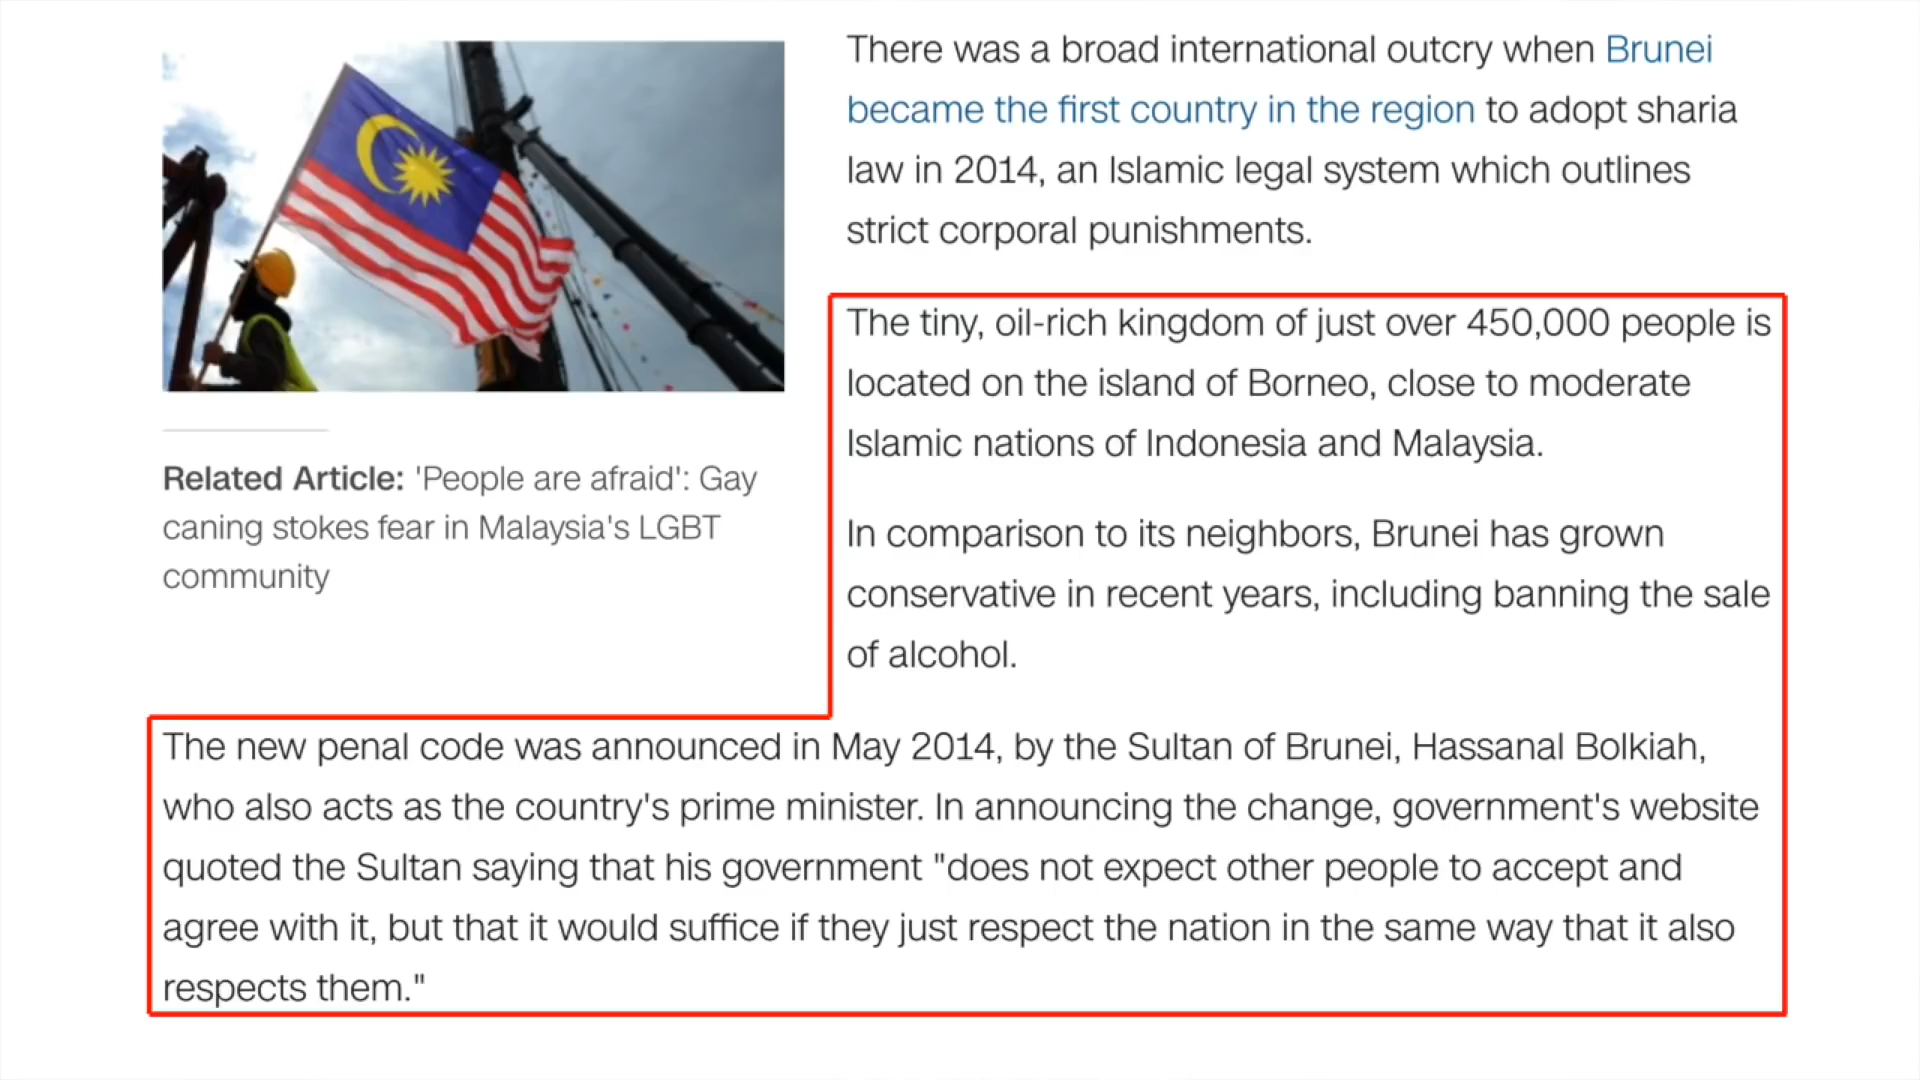 There was a broad international outcry when Brunei
became the first country in the region to adopt sharia
law in 2014, an Islamic legal system which outlines
strict corporal punishments.
The tiny, oil-rich kingdom of just over 450,000 people is
located on the island of Borneo, close to moderate
Islamic nations of Indonesia and Malaysia.
In comparison to its neighbors, Brunei has grown
conservative in recent years, including banning the sale
of alcohol.
Related Article: 'People are afraid': Gay
caning stokes fear in Malaysia's LGBT
community
The new penal code was announced in May 2014, by the Sultan of Brunei, Hassanal Bolkiah,
who also acts as the country's prime minister. In announcing the change, government's website
quoted the Sultan saying that his government "does not expect other people to accept and
agree with it, but that it would suffice if they just respect the nation in the same way that it also
respects them."